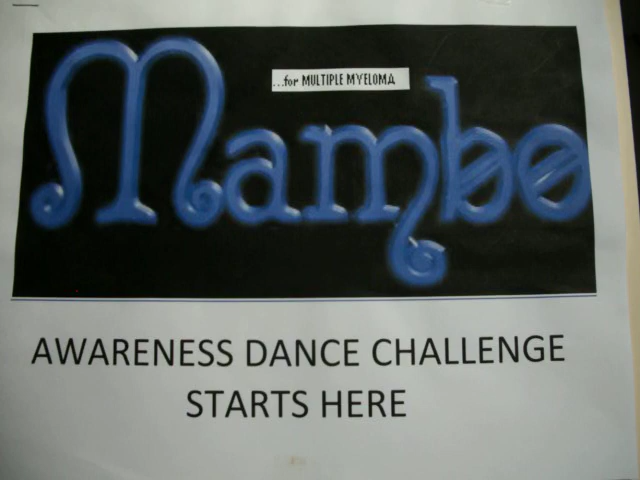 ...for MULTIPLE MYELOMA
Mambo
AWARENESS DANCE CHALLENGE
STARTS HERE